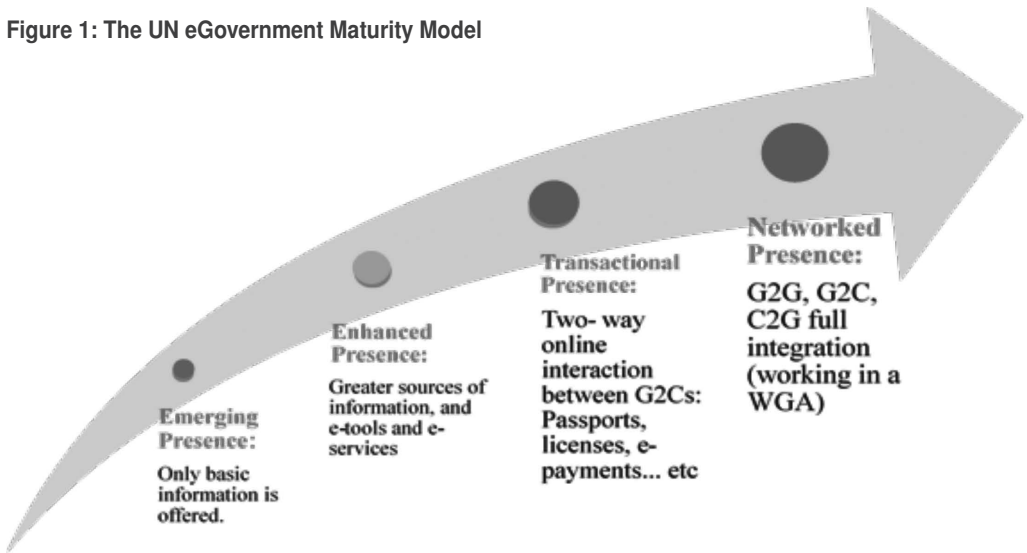 Figure 1: The UN eGovernment Maturity Model
Emerging
Presence:
Only basic
information is
offered.
Enhanced
Presence:
Greater sources of
information, and
e-tools and e-
services
Transactional
Presence:
Two- way
online
interaction
between G2Cs:
Passports,
licenses, e-
payments... etc
Networked
Presence:
G2G, G2C,
C2G full
integration
(working in a
WGA)